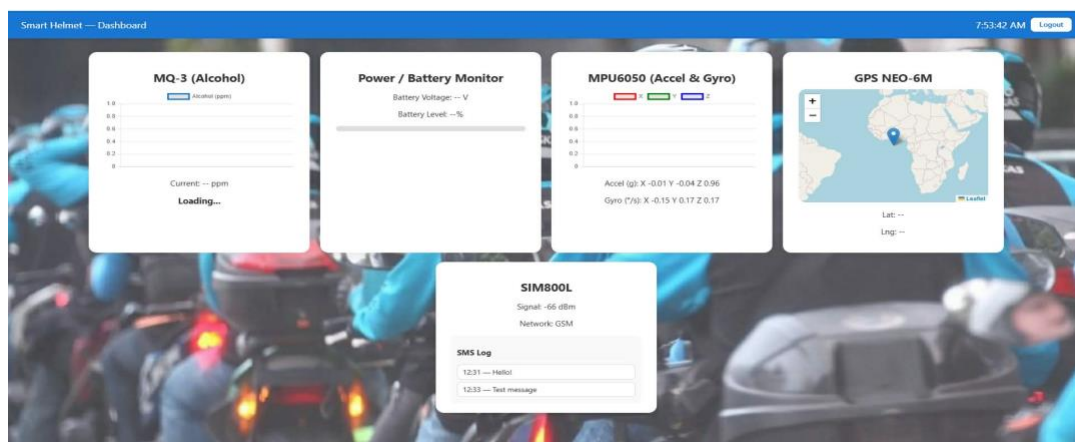 Smart Helmet — Dashboard
7:53:42 AM
Logout
MQ-3 (Alcohol)
Alcohol (ppm)
1.0
0.8
0.6
0.4
0.2
0
Current: -- ppm
Loading...
Power / Battery Monitor
Battery Voltage: -- V
Battery Level: --%
MPU6050 (Accel & Gyro)
X Y Z
1.0
0.8
0.6
0.4
0.2
0
Accel (g): X -0.01 Y -0.04 Z 0.96
Gyro (°/s): X -0.15 Y 0.17 Z 0.17
GPS NEO-6M
+
−
Leaflet
Lat: --
Lng: --
SIM800L
Signal: -66 dBm
Network: GSM
SMS Log
12:31 — Hello!
12:33 — Test message